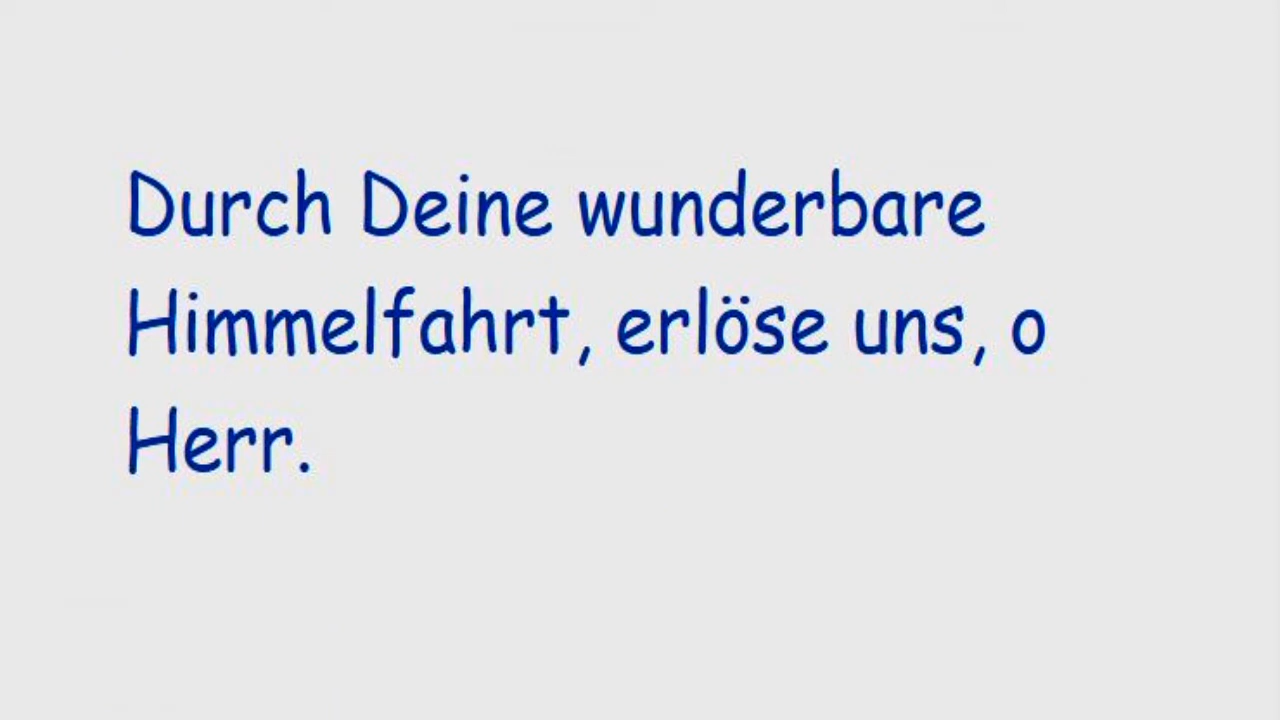 Durch Deine wunderbare
Himmelfahrt, erlöse uns, o
Herr.